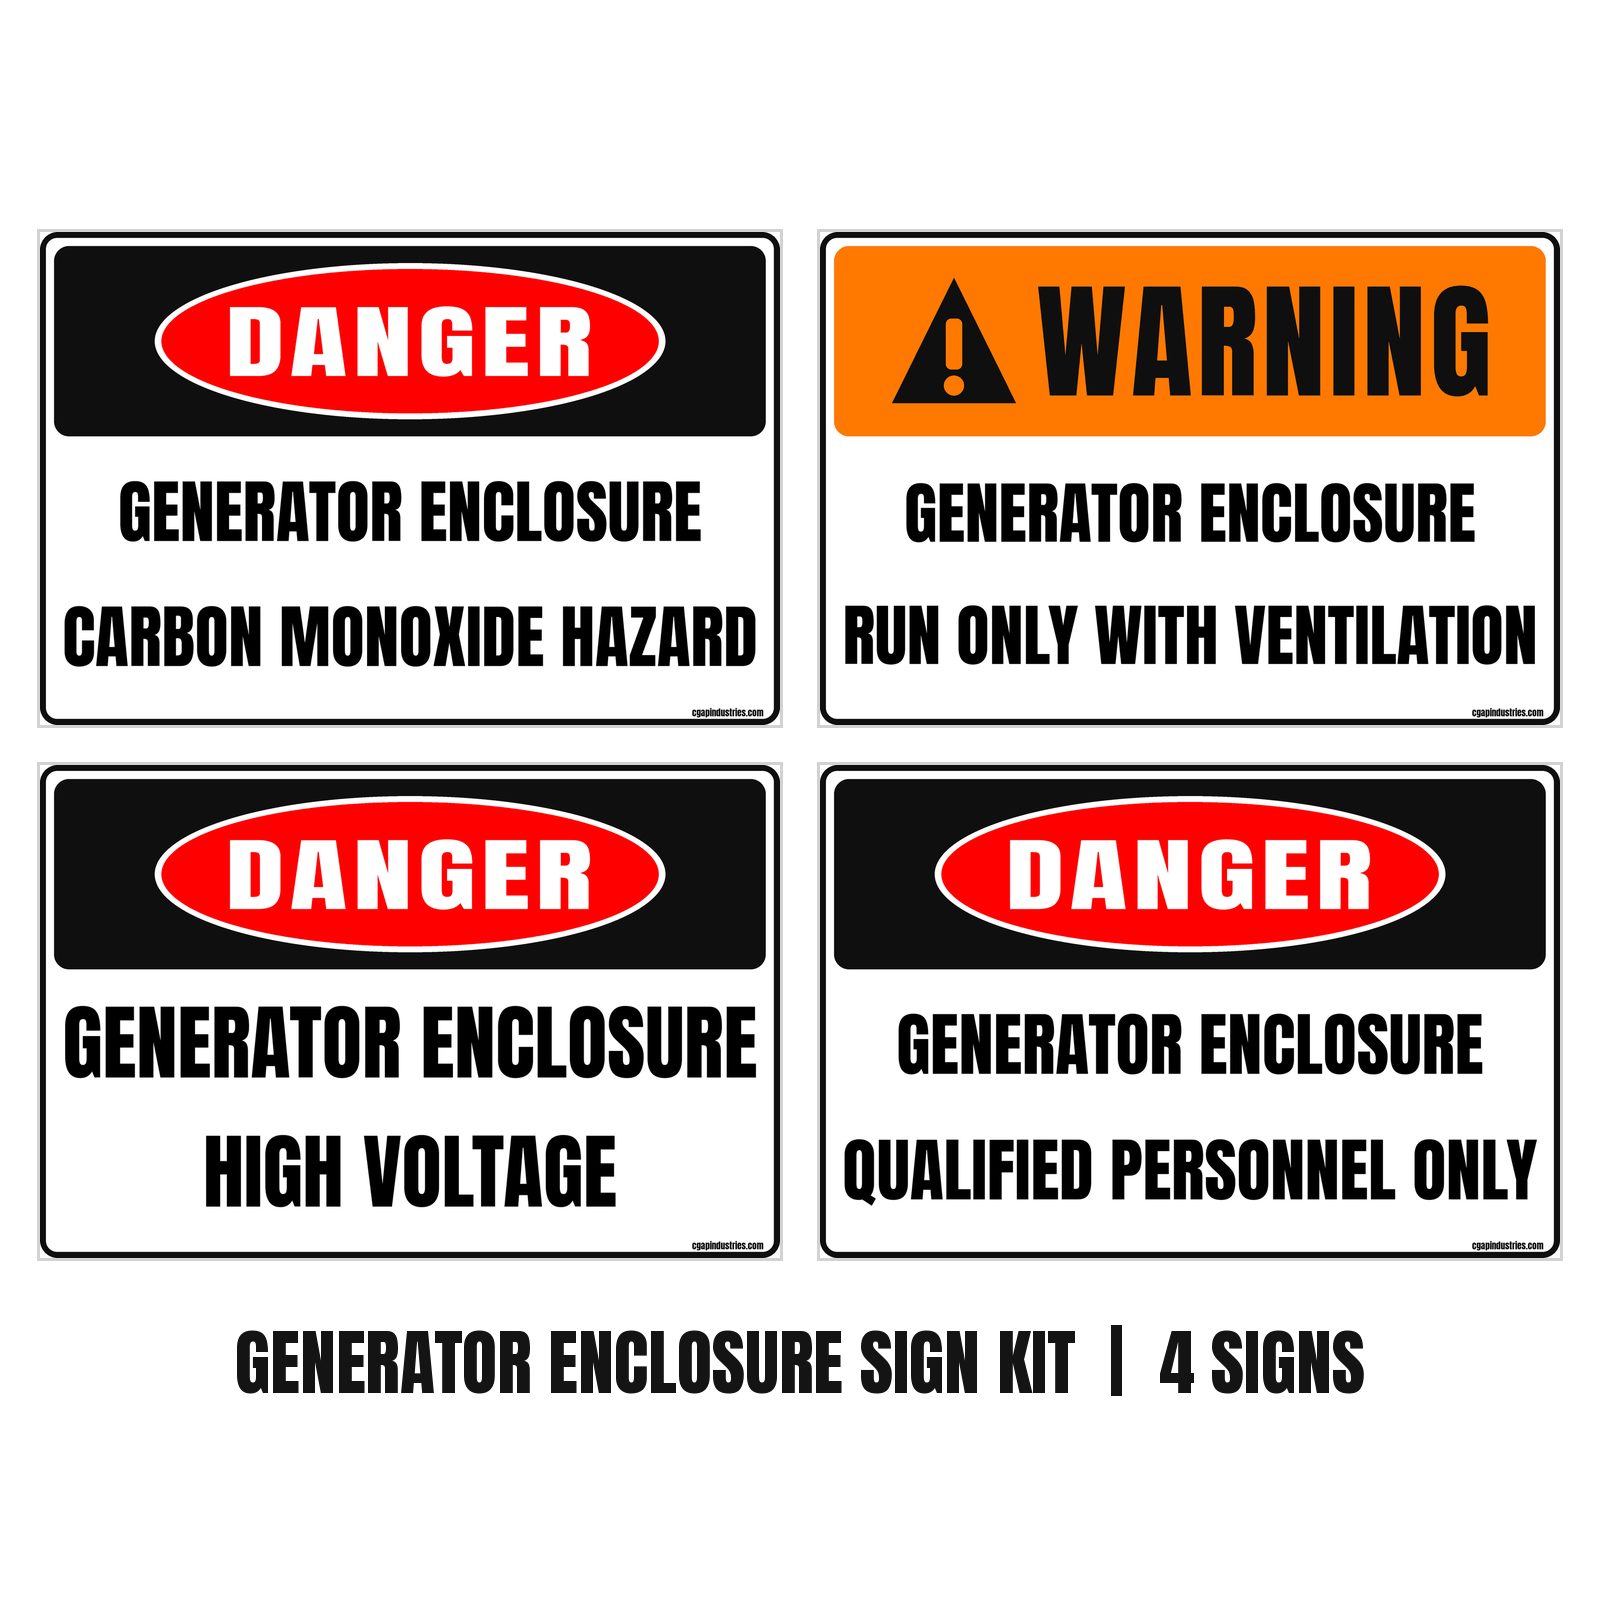 DANGER
GENERATOR ENCLOSURE
CARBON MONOXIDE HAZARD
cgapindustries.com
WARNING
GENERATOR ENCLOSURE
RUN ONLY WITH VENTILATION
cgapindustries.com
DANGER
GENERATOR ENCLOSURE
HIGH VOLTAGE
cgapindustries.com
DANGER
GENERATOR ENCLOSURE
QUALIFIED PERSONNEL ONLY
cgapindustries.com
GENERATOR ENCLOSURE SIGN KIT | 4 SIGNS